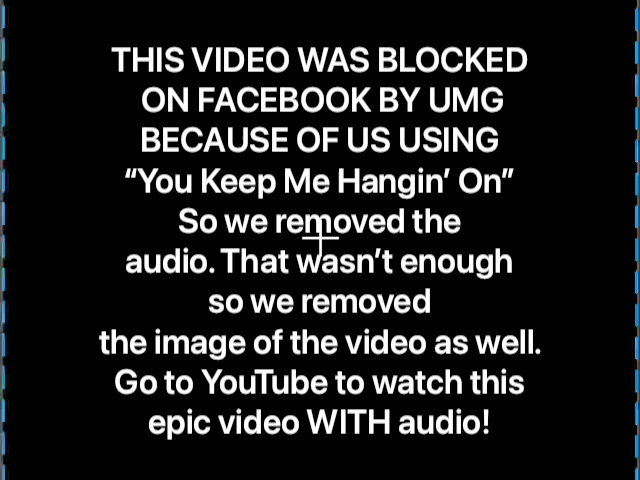 THIS VIDEO WAS BLOCKED
ON FACEBOOK BY UMG
BECAUSE OF US USING
“You Keep Me Hangin’ On”
So we removed the
audio. That wasn’t enough
so we removed
the image of the video as well.
Go to YouTube to watch this
epic video WITH audio!